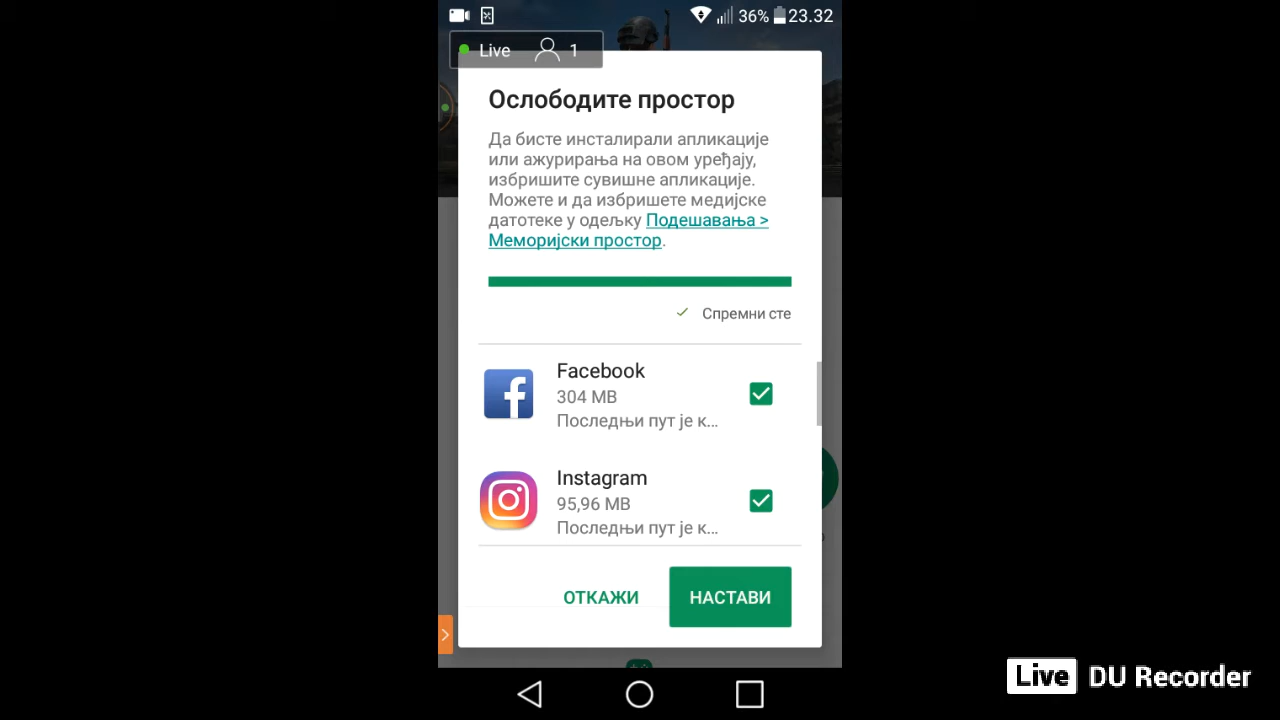 36% 23.32
Live 1
Ослободите простор
Да бисте инсталирали апликације
или ажурирања на овом уређају,
избришите сувишне апликације.
Можете и да избришете медијске
датотеке у одељку Подешавања >
Меморијски простор.
Спремни сте
Facebook
304 MB
Последњи пут је к...
Instagram
95,96 MB
Последњи пут је к...
ОТКАЖИ НАСТАВИ
Live DU Recorder